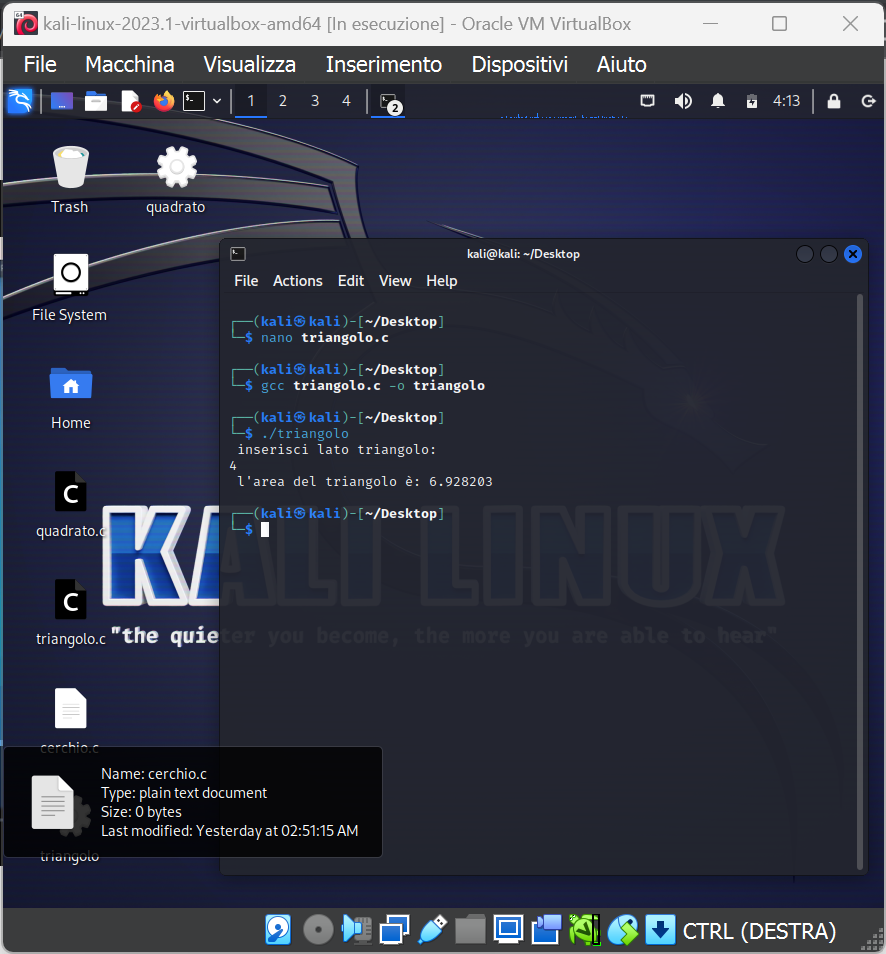 kali-linux-2023.1-virtualbox-amd64 [In esecuzione] - Oracle VM VirtualBox
File Macchina Visualizza Inserimento Dispositivi Aiuto
1 2 3 4 2 4:13
Trash
quadrato
File System
Home
quadrato.c
triangolo.c
cerchio.c
triangolo
KALI LINUX
"the quieter you become, the more you are able to hear"
kali@kali: ~/Desktop
File Actions Edit View Help
┌──(kali㉿kali)-[~/Desktop]
└─$ nano triangolo.c
┌──(kali㉿kali)-[~/Desktop]
└─$ gcc triangolo.c -o triangolo
┌──(kali㉿kali)-[~/Desktop]
└─$ ./triangolo
inserisci lato triangolo:
4
l'area del triangolo è: 6.928203
┌──(kali㉿kali)-[~/Desktop]
└─$
Name: cerchio.c
Type: plain text document
Size: 0 bytes
Last modified: Yesterday at 02:51:15 AM
CTRL (DESTRA)